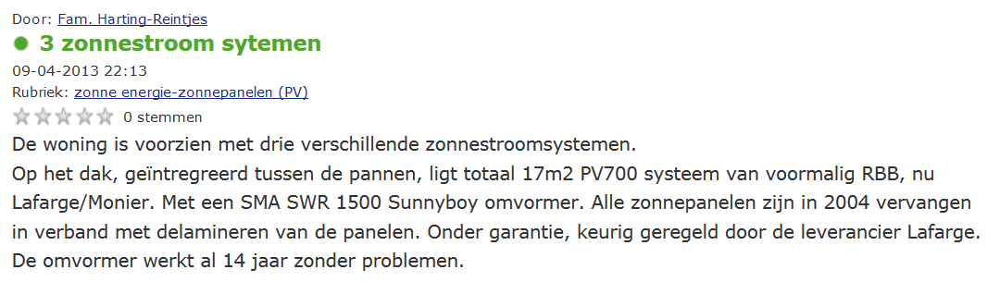 Door: Fam. Harting-Reintjes
3 zonnestroom sytemen
09-04-2013 22:13
Rubriek: zonne energie-zonnepanelen (PV)
0 stemmen
De woning is voorzien met drie verschillende zonnestroomsystemen.
Op het dak, geïntregreerd tussen de pannen, ligt totaal 17m2 PV700 systeem van voormalig RBB, nu
Lafarge/Monier. Met een SMA SWR 1500 Sunnyboy omvormer. Alle zonnepanelen zijn in 2004 vervangen
in verband met delamineren van de panelen. Onder garantie, keurig geregeld door de leverancier Lafarge.
De omvormer werkt al 14 jaar zonder problemen.